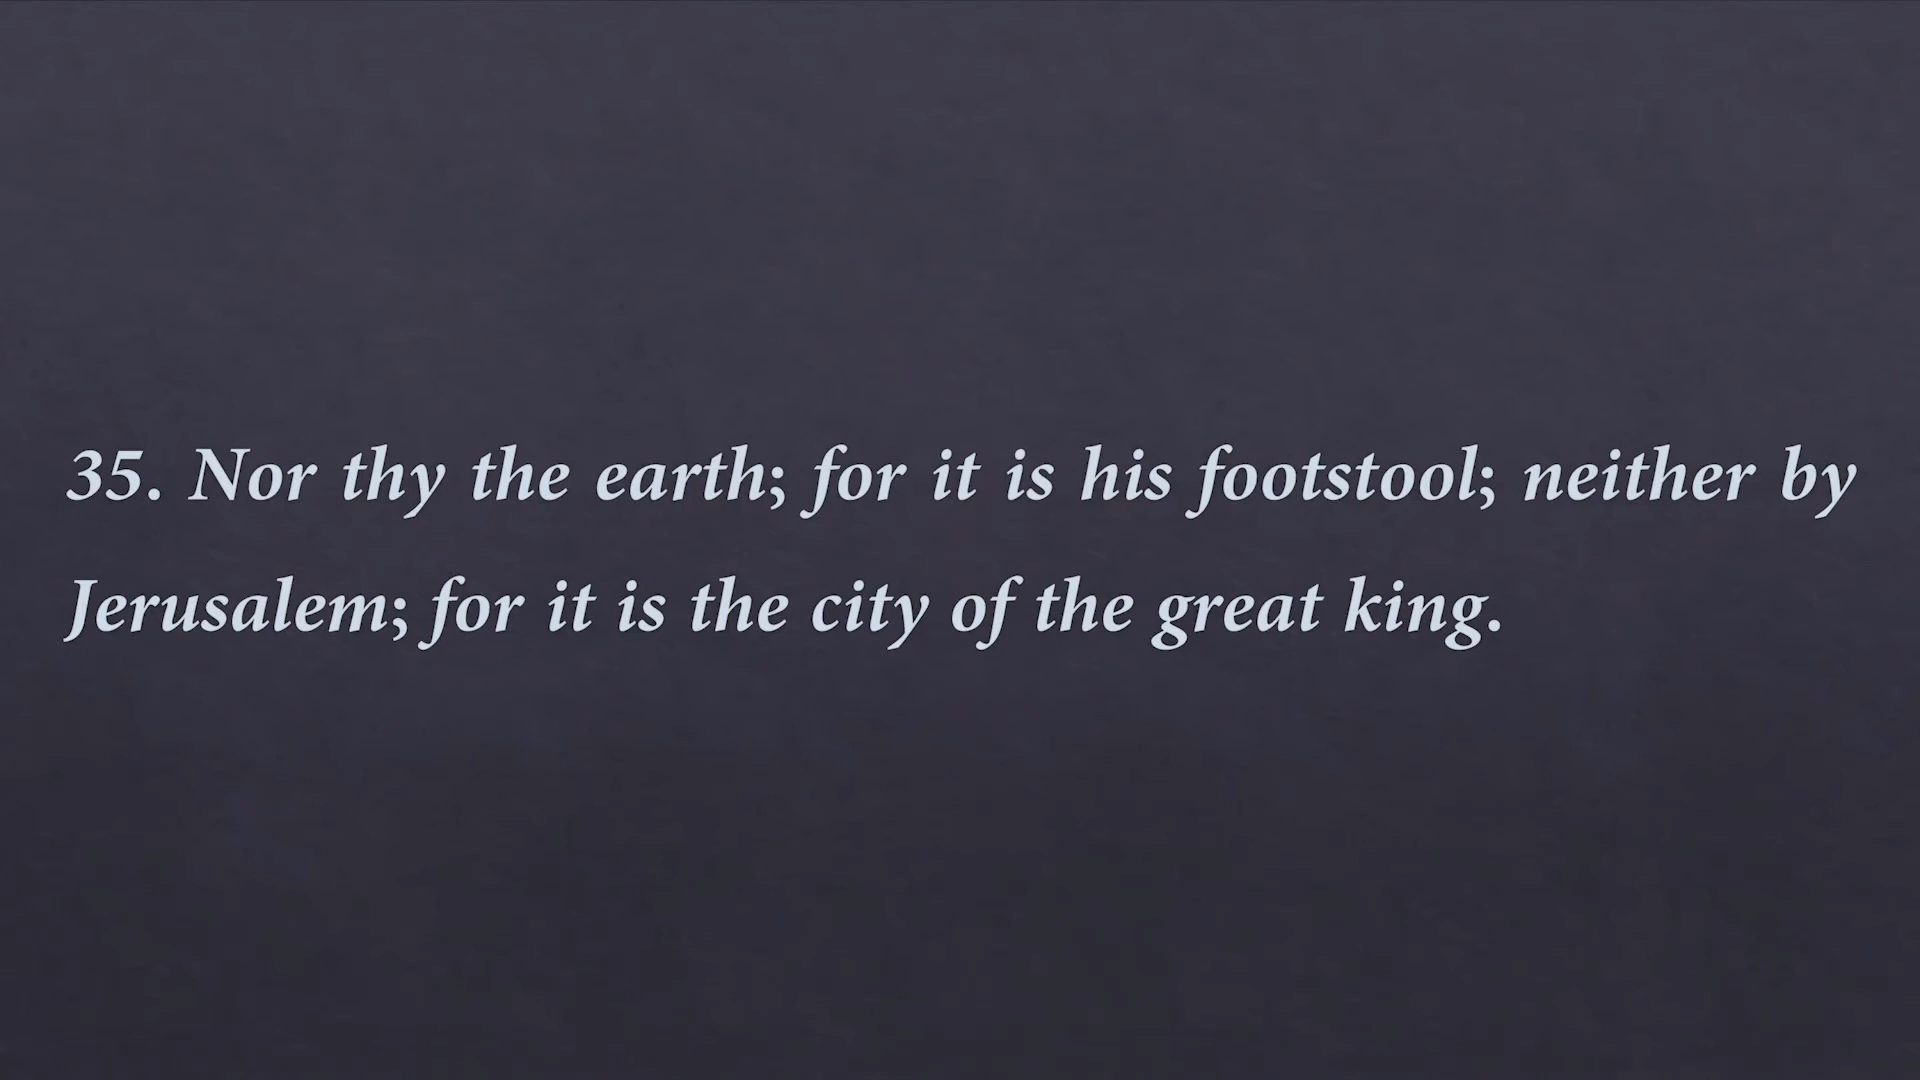 35. Nor thy the earth; for it is his footstool; neither by
Jerusalem; for it is the city of the great king.